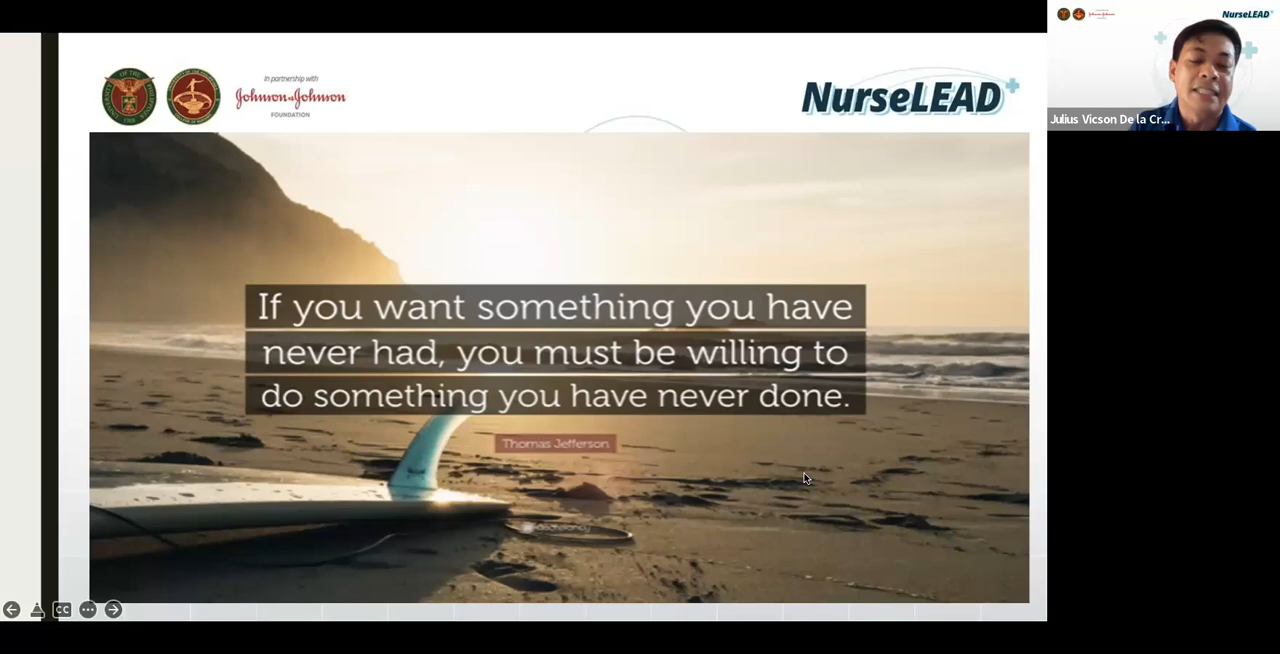 In partnership with
Johnson & Johnson
FOUNDATION
NurseLEAD
NurseLEAD
Julius Vicson De la Cr...
If you want something you have
never had, you must be willing to
do something you have never done.
Thomas Jefferson
CC